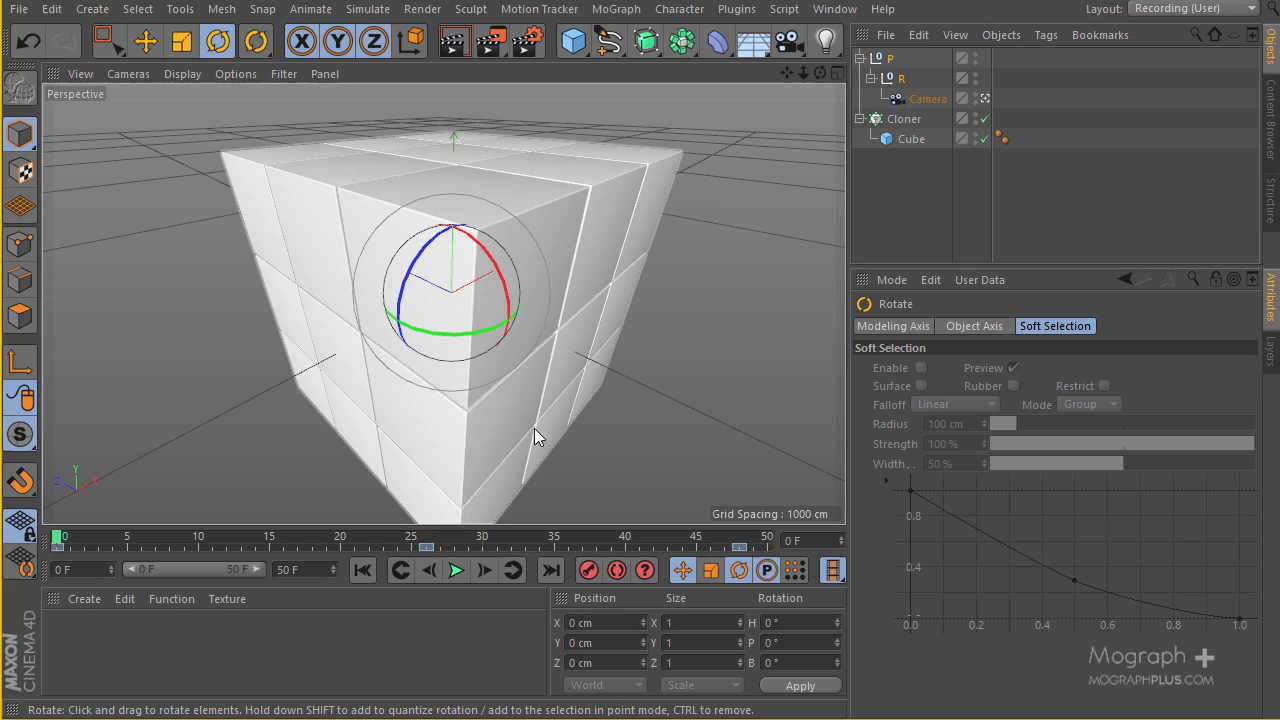 File Edit Create Select Tools Mesh Snap Animate Simulate Render Sculpt Motion Tracker MoGraph Character Plugins Script Window Help Layout: Recording (User)
X Y Z
File Edit View Objects Tags Bookmarks
View Cameras Display Options Filter Panel
Perspective
P
R
Camera
Cloner
Cube
Objects
Content Browser
Structure
Attributes
Layers
Mode Edit User Data
Rotate
Modeling Axis Object Axis Soft Selection
Soft Selection
Enable Preview
Surface Rubber Restrict
Falloff Linear Mode Group
Radius 100 cm
Strength 100 %
Width.. 50 %
0.8
0.4
0.0 0.2 0.4 0.6 0.8 1.0
Y
Z X
Grid Spacing : 1000 cm
0 5 10 15 20 25 30 35 40 45 50 0 F
0 F 0 F 50 F 50 F
P
Create Edit Function Texture
Position Size Rotation
X 0 cm X 1 H 0 °
Y 0 cm Y 1 P 0 °
Z 0 cm Z 1 B 0 °
World Scale Apply
MAXON
CINEMA 4D
Mograph +
MOGRAPHPLUS.COM
Rotate: Click and drag to rotate elements. Hold down SHIFT to add to quantize rotation / add to the selection in point mode, CTRL to remove.